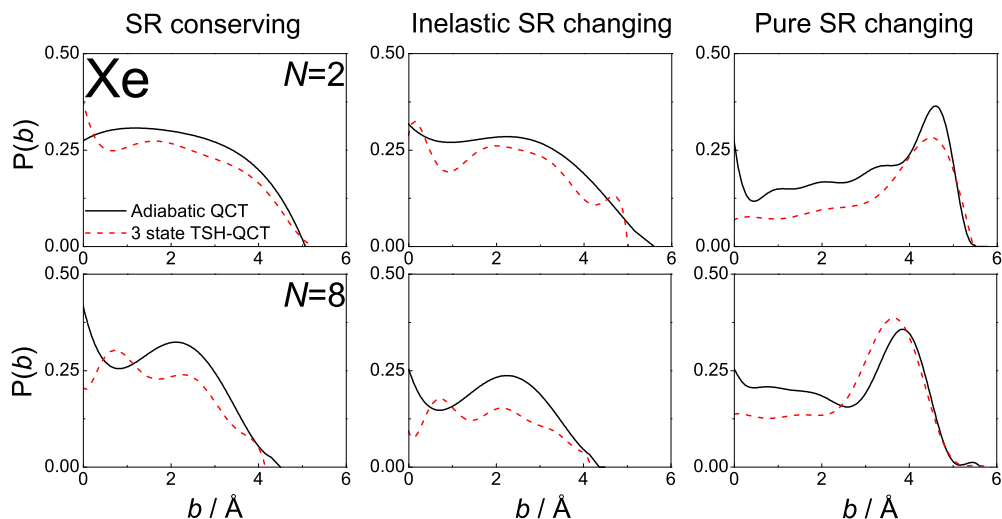 SR conserving
Inelastic SR changing
Pure SR changing
0.50
0.50
0.50
Xe
N=2
P(b)
0.25
0.25
0.25
Adiabatic QCT
3 state TSH-QCT
0.00
0.00
0.00
0 2 4 6
0 2 4 6
0 2 4 6
0.50
0.50
0.50
N=8
P(b)
0.25
0.25
0.25
0.00
0.00
0.00
0 2 4 6
0 2 4 6
0 2 4 6
b / Å
b / Å
b / Å